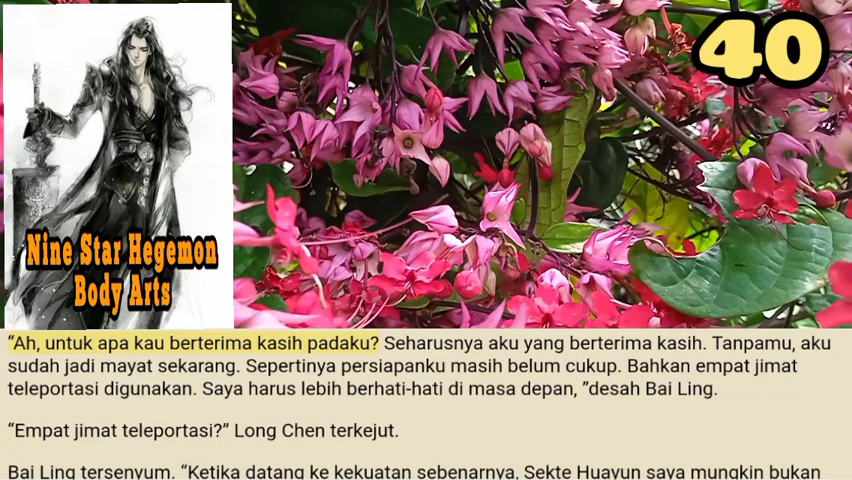 40
Nine Star Hegemon
Body Arts
“Ah, untuk apa kau berterima kasih padaku? Seharusnya aku yang berterima kasih. Tanpamu, aku
sudah jadi mayat sekarang. Sepertinya persiapanku masih belum cukup. Bahkan empat jimat
teleportasi digunakan. Saya harus lebih berhati-hati di masa depan, ”desah Bai Ling.
“Empat jimat teleportasi?” Long Chen terkejut.
Bai Ling tersenyum. “Ketika datang ke kekuatan sebenarnya, Sekte Huayun saya mungkin bukan